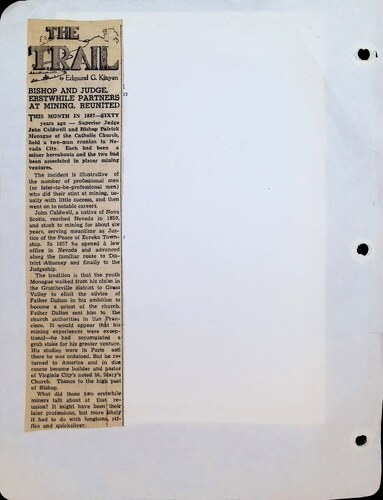 THE
TRAIL
by Edmund G. Kinyon
BISHOP AND JUDGE,
ERSTWHILE PARTNERS
AT MINING, REUNITED
THIS MONTH IN 1887—SIXTY
years ago — Superior Judge
John Caldwell and Bishop Patrick
Monogue of the Catholic Church,
held a two-man reunion in Ne-
vada City. Each had been a
miner hereabouts and the two had
been associated in placer mining
ventures.
The incident is illustrative of
the number of professional men
(or later-to-be-professional men)
who did their stint at mining, us-
ually with little success, and then
went on to notable careers.
John Caldwell, a native of Nova
Scotia, reached Nevada in 1850,
and stuck to mining for about six
years, serving meantime as Jus-
tice of the Peace of Eureka Town-
ship. In 1857 he opened a law
office in Nevada and advanced
along the familiar route to Dis-
trict Attorney and finally to the
Judgeship.
The tradition is that the youth
Monogue walked from his claim in
the Graniteville district to Grass
Valley to elicit the advice of
Father Dalton in his ambition to
become a priest of the church.
Father Dalton sent him to the
church authorities in San Fran-
cisco. It would appear that his
mining experiences were excep-
tional—he had accumulated a
grub stake for his greater venture.
His studies were in Paris and
there he was ordained. But he re-
turned to America and in due
course became builder and pastor
of Virginia City's noted St. Mary's
Church. Thence to the high post
of Bishop.
What did these two erstwhile
miners talk about at that re-
union? It might have been their
later professions, but more likely
it had to do with longtoms, rif-
fles and quicksilver.